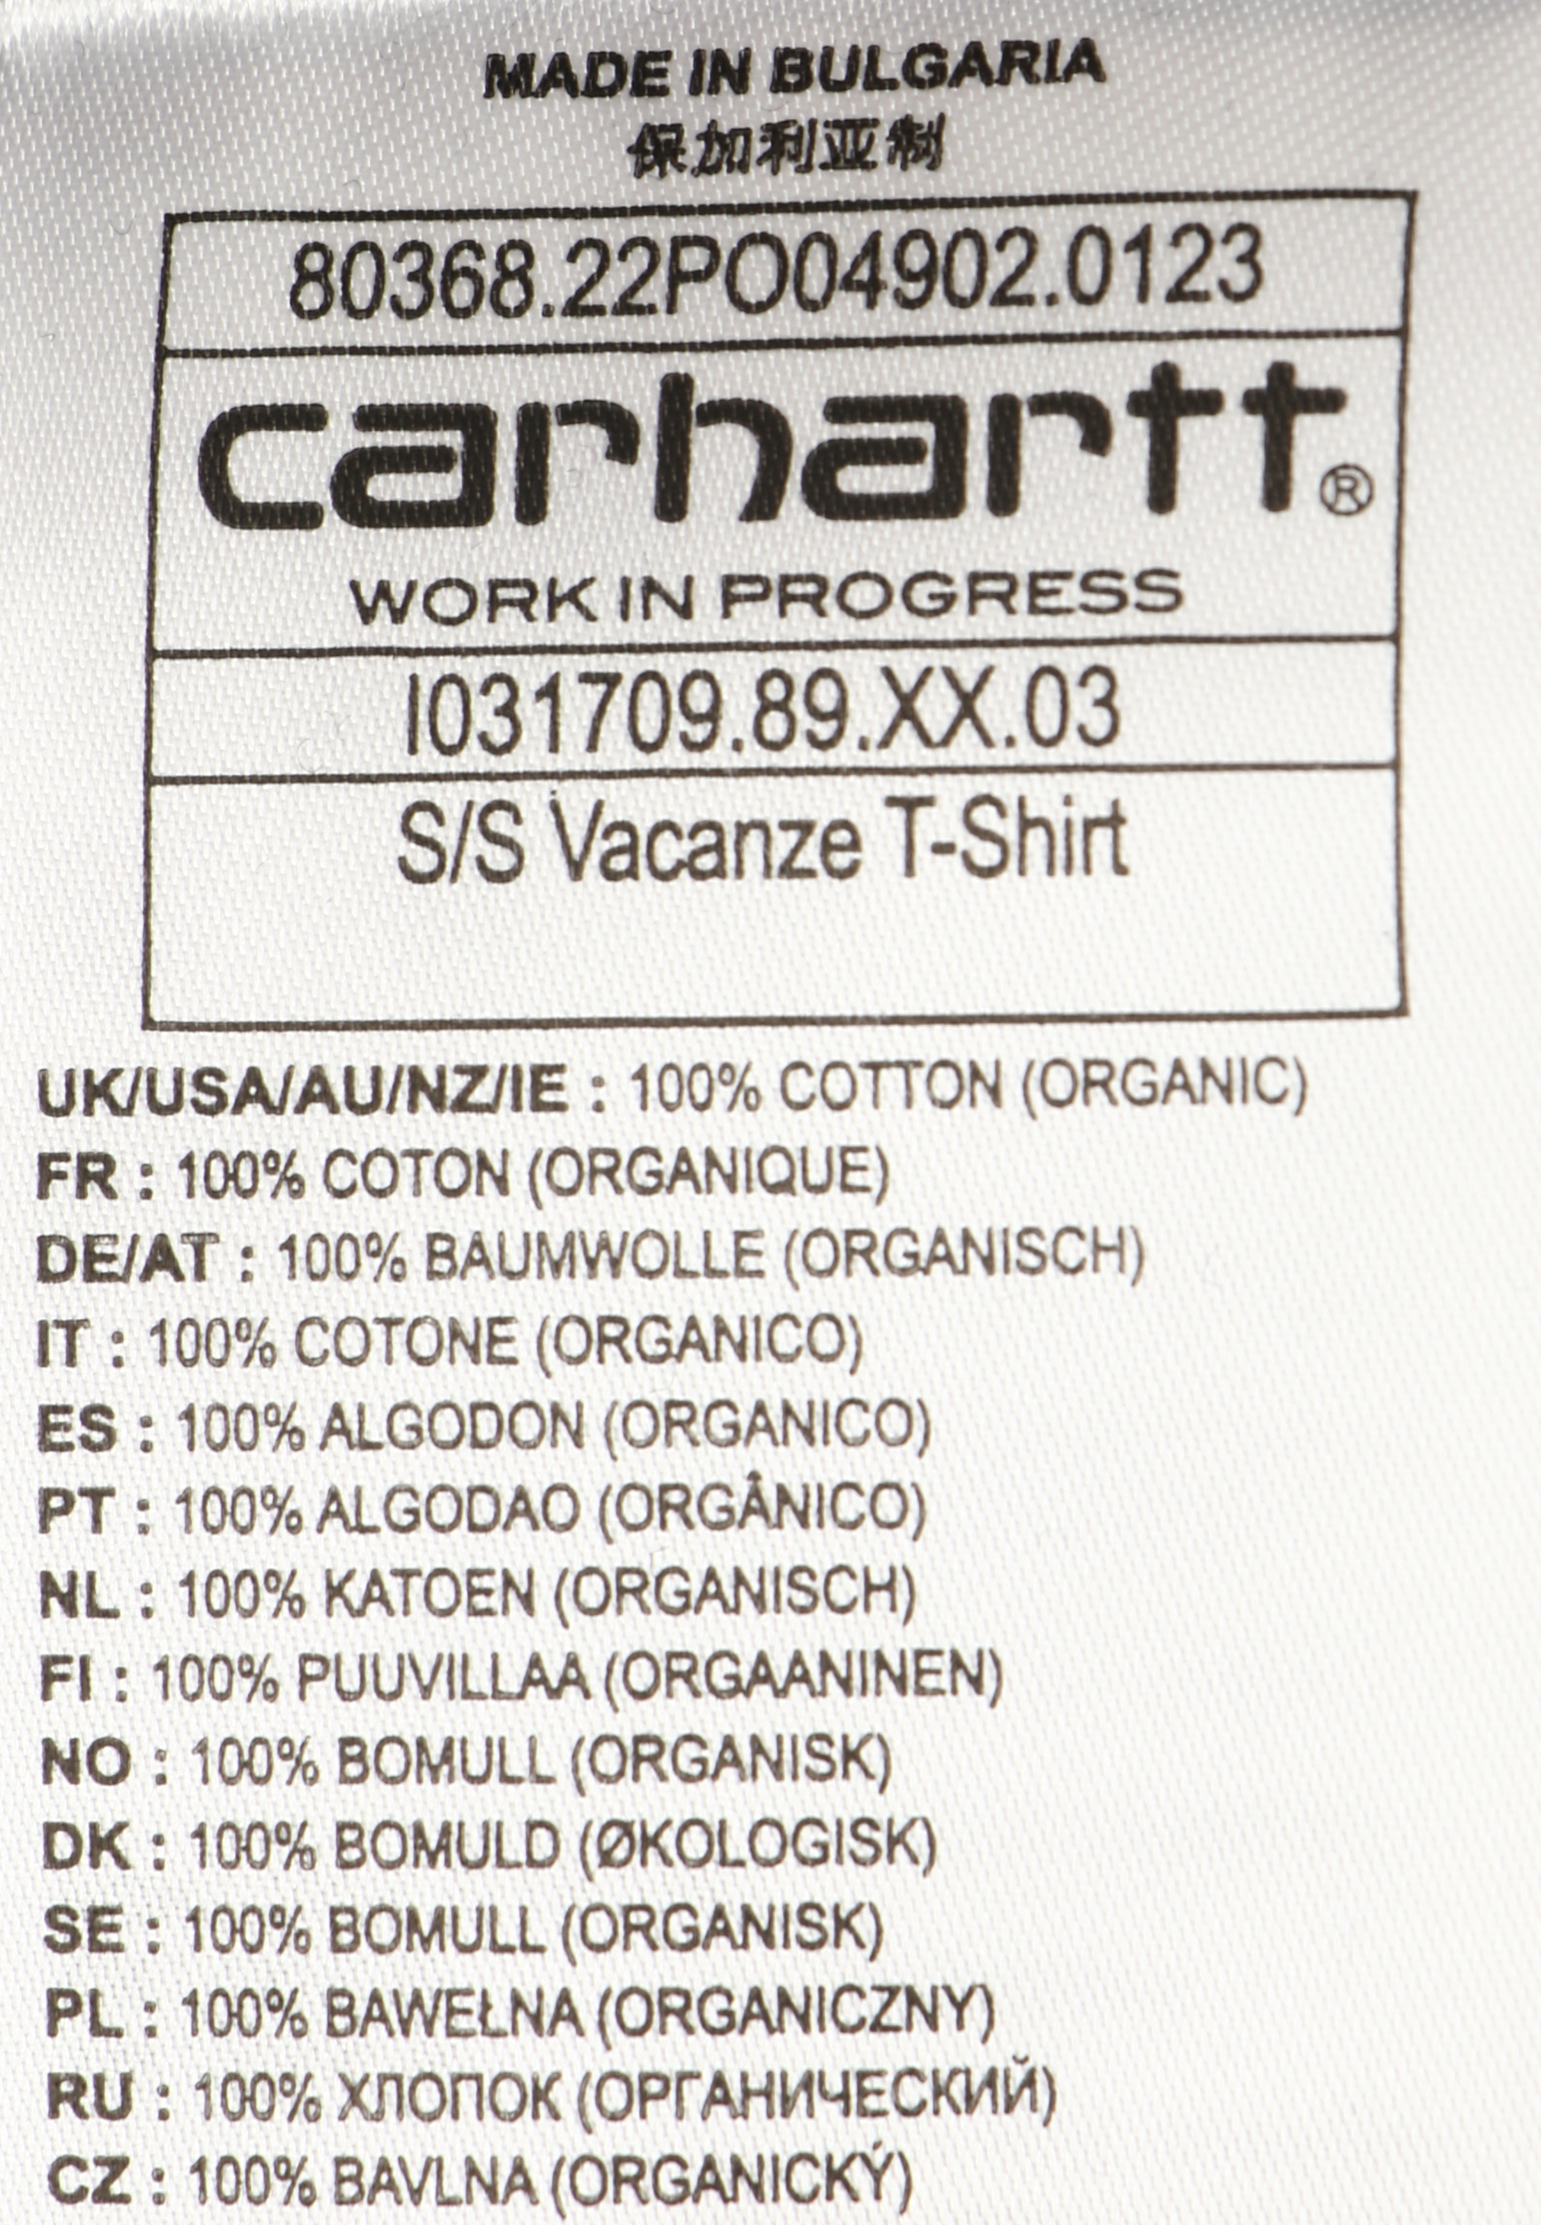 MADE IN BULGARIA
保加利亚制
80368.22PO04902.0123
carhartt®
WORK IN PROGRESS
I031709.89.XX.03
S/S Vacanze T-Shirt
UK/USA/AU/NZ/IE : 100% COTTON (ORGANIC)
FR : 100% COTON (ORGANIQUE)
DE/AT : 100% BAUMWOLLE (ORGANISCH)
IT : 100% COTONE (ORGANICO)
ES : 100% ALGODON (ORGANICO)
PT : 100% ALGODAO (ORGÂNICO)
NL : 100% KATOEN (ORGANISCH)
FI : 100% PUUVILLAA (ORGAANINEN)
NO : 100% BOMULL (ORGANISK)
DK : 100% BOMULD (ØKOLOGISK)
SE : 100% BOMULL (ORGANISK)
PL : 100% BAWEŁNA (ORGANICZNY)
RU : 100% ХЛОПОК (ОРГАНИЧЕСКИЙ)
CZ : 100% BAVLNA (ORGANICKÝ)